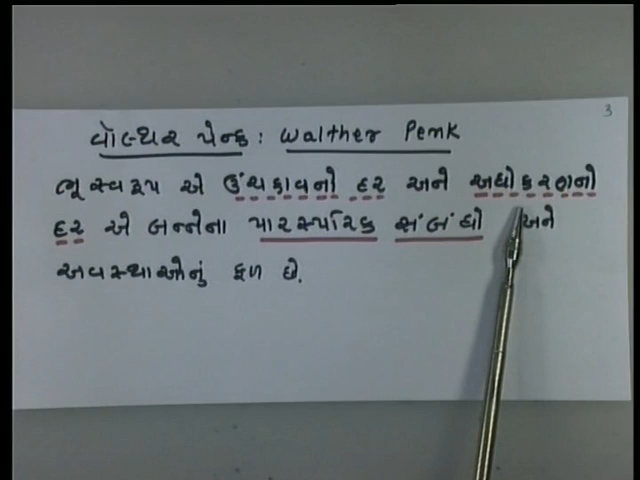 3
વૉલ્થર પેન્ક : Walther Penk
ભૂસ્વરૂપ એ ઉંચકાવનો દર અને અધોકરણનો
દર એ બન્નેના પારસ્પરિક સંબંધો અને
અવસ્થાઓનું ફળ છે.